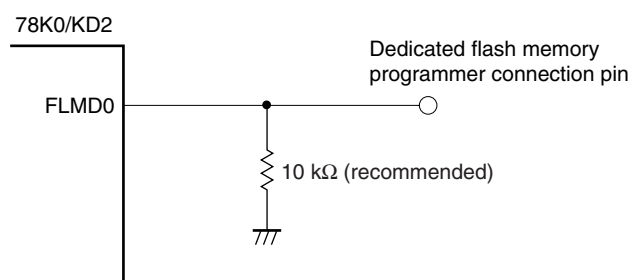 78K0/KD2
Dedicated flash memory
programmer connection pin
FLMD0
10 kΩ (recommended)